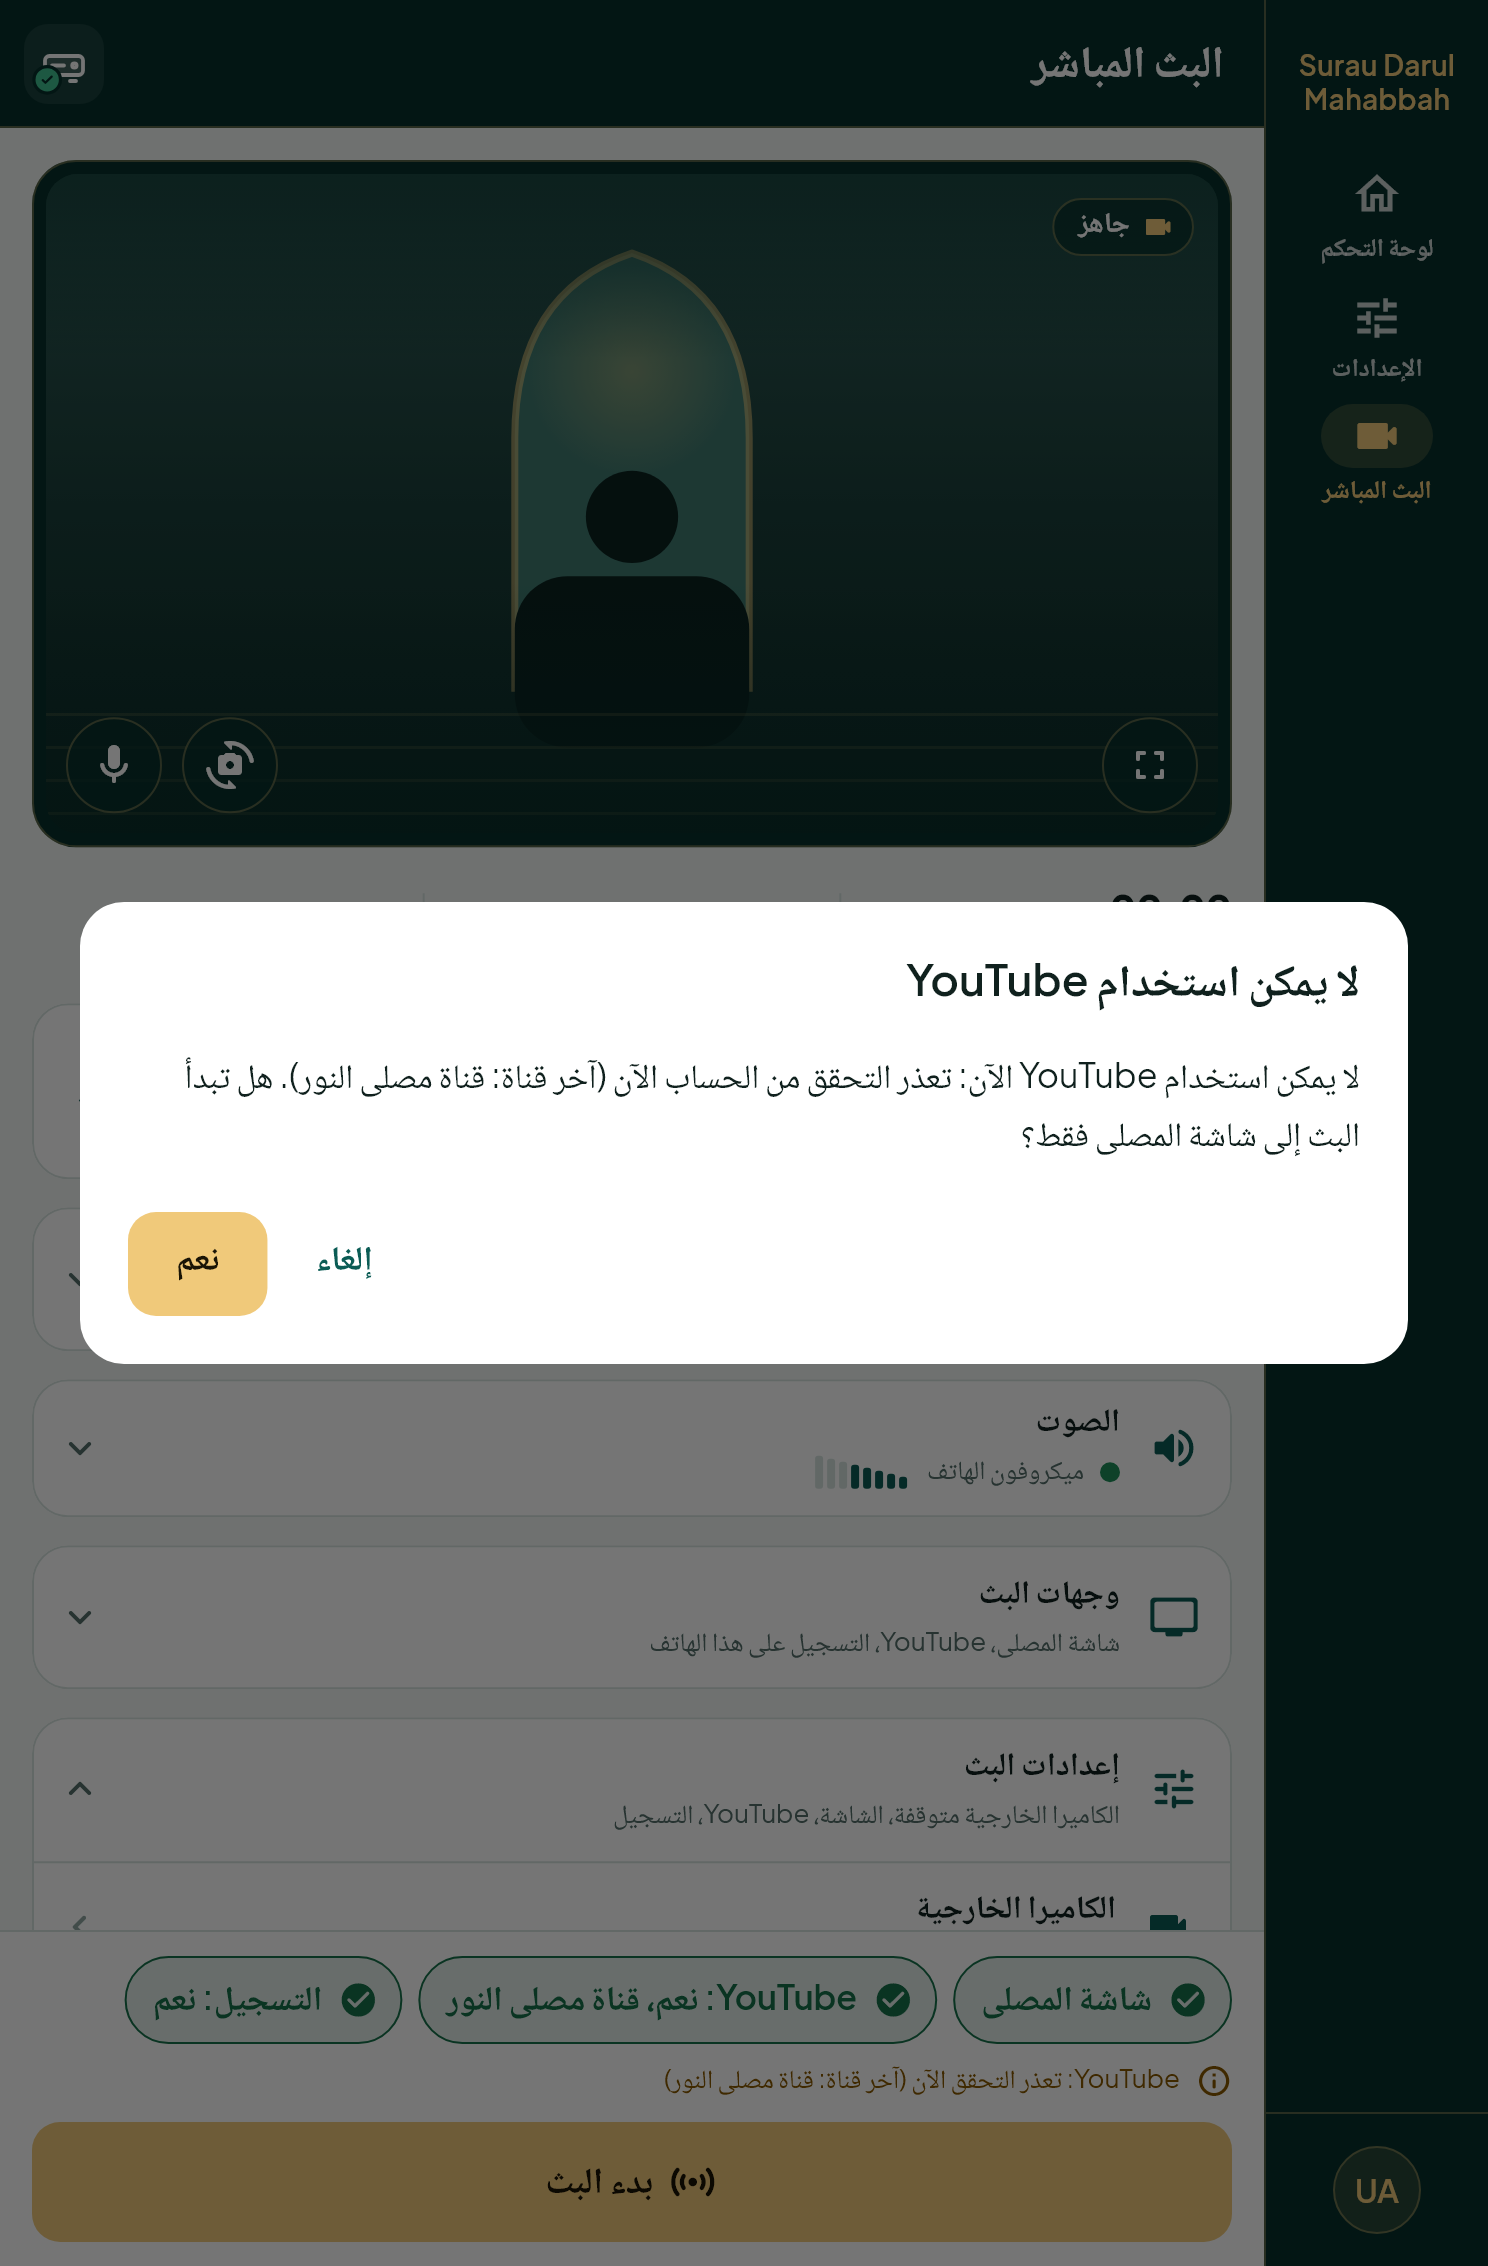 البث المباشر
Surau Darul
Mahabbah
لوحة التحكم
الإعدادات
البث المباشر
جاهز
لا يمكن استخدام YouTube
لا يمكن استخدام YouTube الآن: تعذر التحقق من الحساب الآن (آخر قناة: قناة مصلى النور). هل تبدأ
البث إلى شاشة المصلى فقط؟
إلغاء
نعم
الصوت
ميكروفون الهاتف
وجهات البث
شاشة المصلى، YouTube، التسجيل على هذا الهاتف
إعدادات البث
الكاميرا الخارجية متوقفة، الشاشة، YouTube، التسجيل
الكاميرا الخارجية
شاشة المصلى
YouTube: نعم، قناة مصلى النور
التسجيل: نعم
YouTube: تعذر التحقق الآن (آخر قناة: قناة مصلى النور)
بدء البث
UA